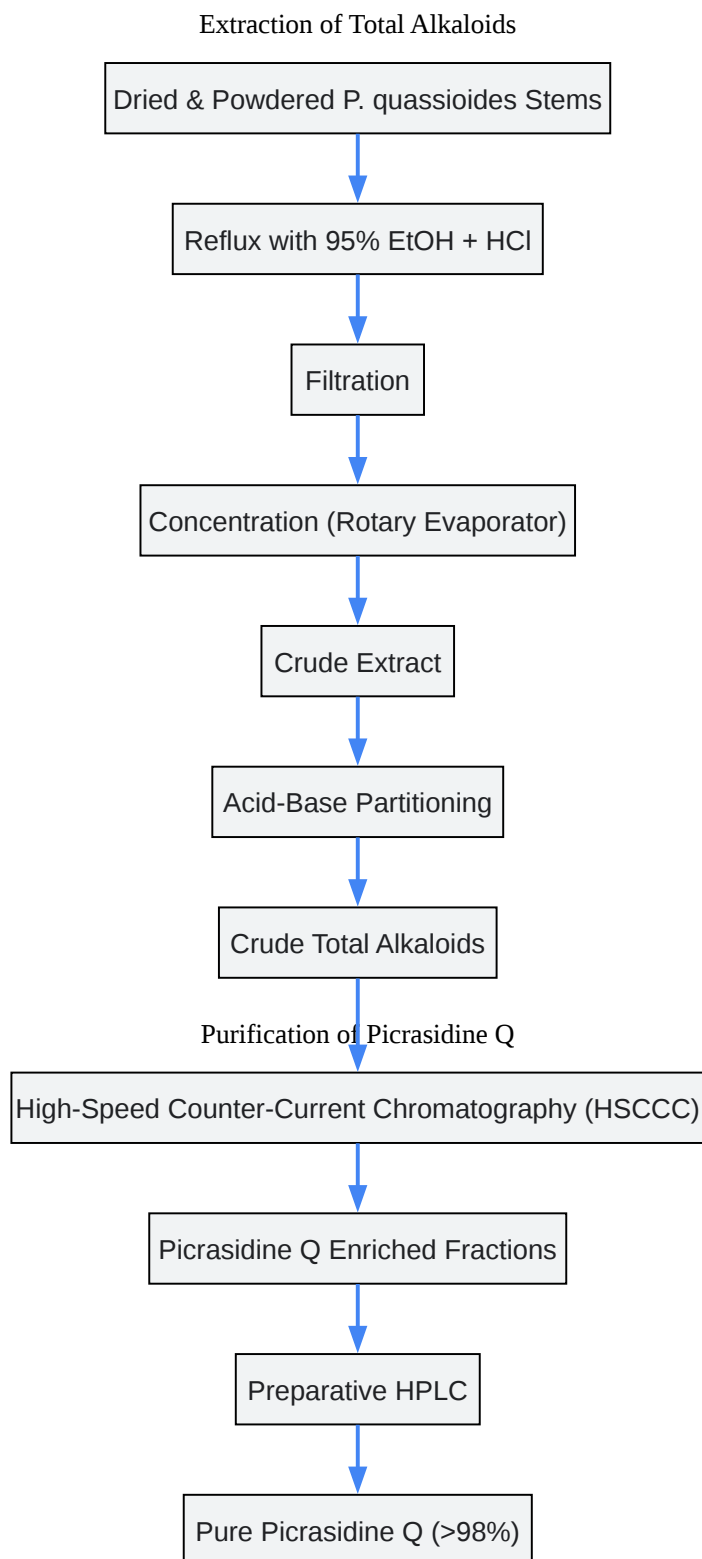 Extraction of Total Alkaloids
Dried & Powdered P. quassioides Stems
Reflux with 95% EtOH + HCl
Filtration
Concentration (Rotary Evaporator)
Crude Extract
Acid-Base Partitioning
Crude Total Alkaloids
Purification of Picrasidine Q
High-Speed Counter-Current Chromatography (HSCCC)
Picrasidine Q Enriched Fractions
Preparative HPLC
Pure Picrasidine Q (>98%)